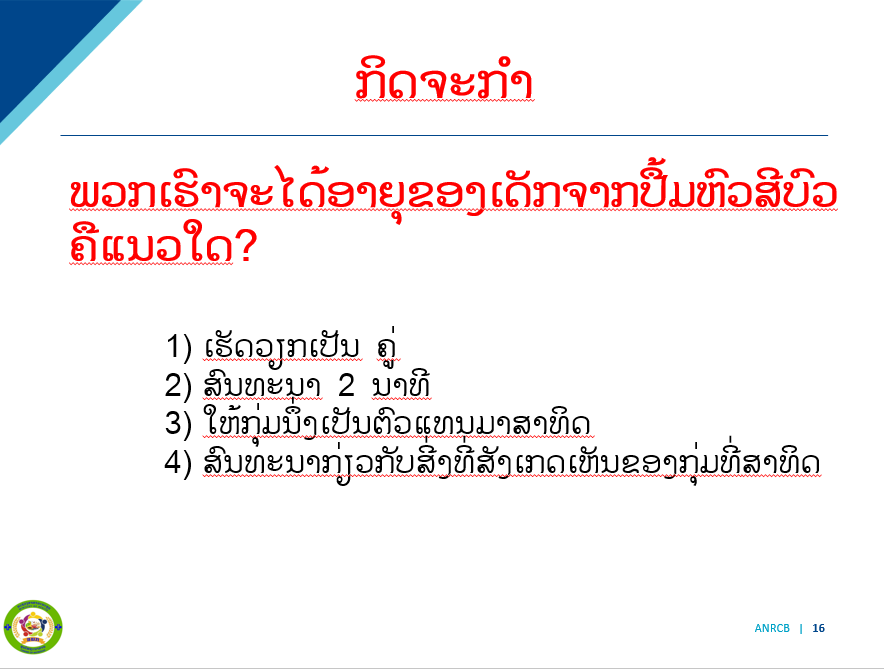 ກິດຈະກຳ
ພວກເຮົາຈະໄດ້ອາຍຸຂອງເດັກຈາກປຶ້ມຫົວສີບົວ
ຄືແນວໃດ?
1) ເຮັດວຽກເປັນ ຄູ່
2) ສົນທະນາ 2 ນາທີ
3) ໃຫ້ກຸ່ມນຶ່ງເປັນຕົວແທນມາສາທິດ
4) ສົນທະນາກ່ຽວກັບສິ່ງທີ່ສັງເກດເຫັນຂອງກຸ່ມທີ່ສາທິດ
ANRCB | 16